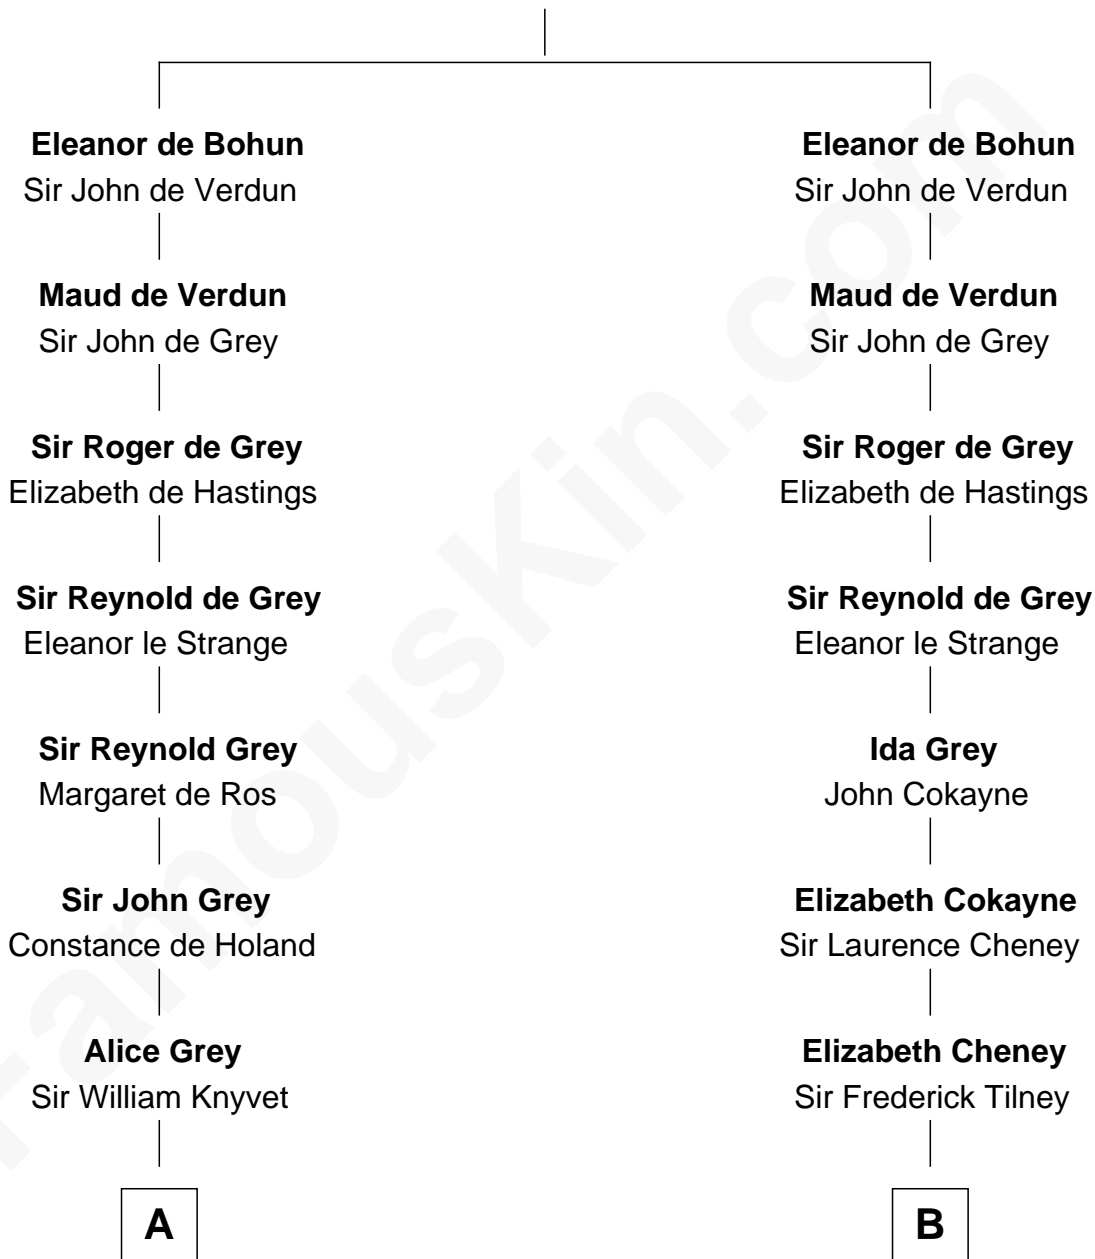 Eleanor de Bohun
Sir John de Verdun
Maud de Verdun
Sir John de Grey
Sir Roger de Grey
Elizabeth de Hastings
Sir Reynold de Grey
Eleanor le Strange
Sir Reynold Grey
Margaret de Ros
Sir John Grey
Constance de Holand
Alice Grey
Sir William Knyvet
A
Eleanor de Bohun
Sir John de Verdun
Maud de Verdun
Sir John de Grey
Sir Roger de Grey
Elizabeth de Hastings
Sir Reynold de Grey
Eleanor le Strange
Ida Grey
John Cokayne
Elizabeth Cokayne
Sir Laurence Cheney
Elizabeth Cheney
Sir Frederick Tilney
B
FamousKin.com